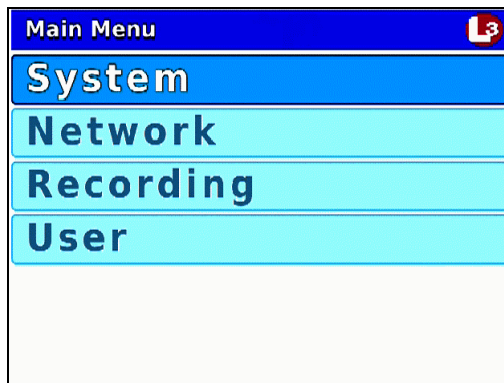 Main Menu
L3
System
Network
Recording
User